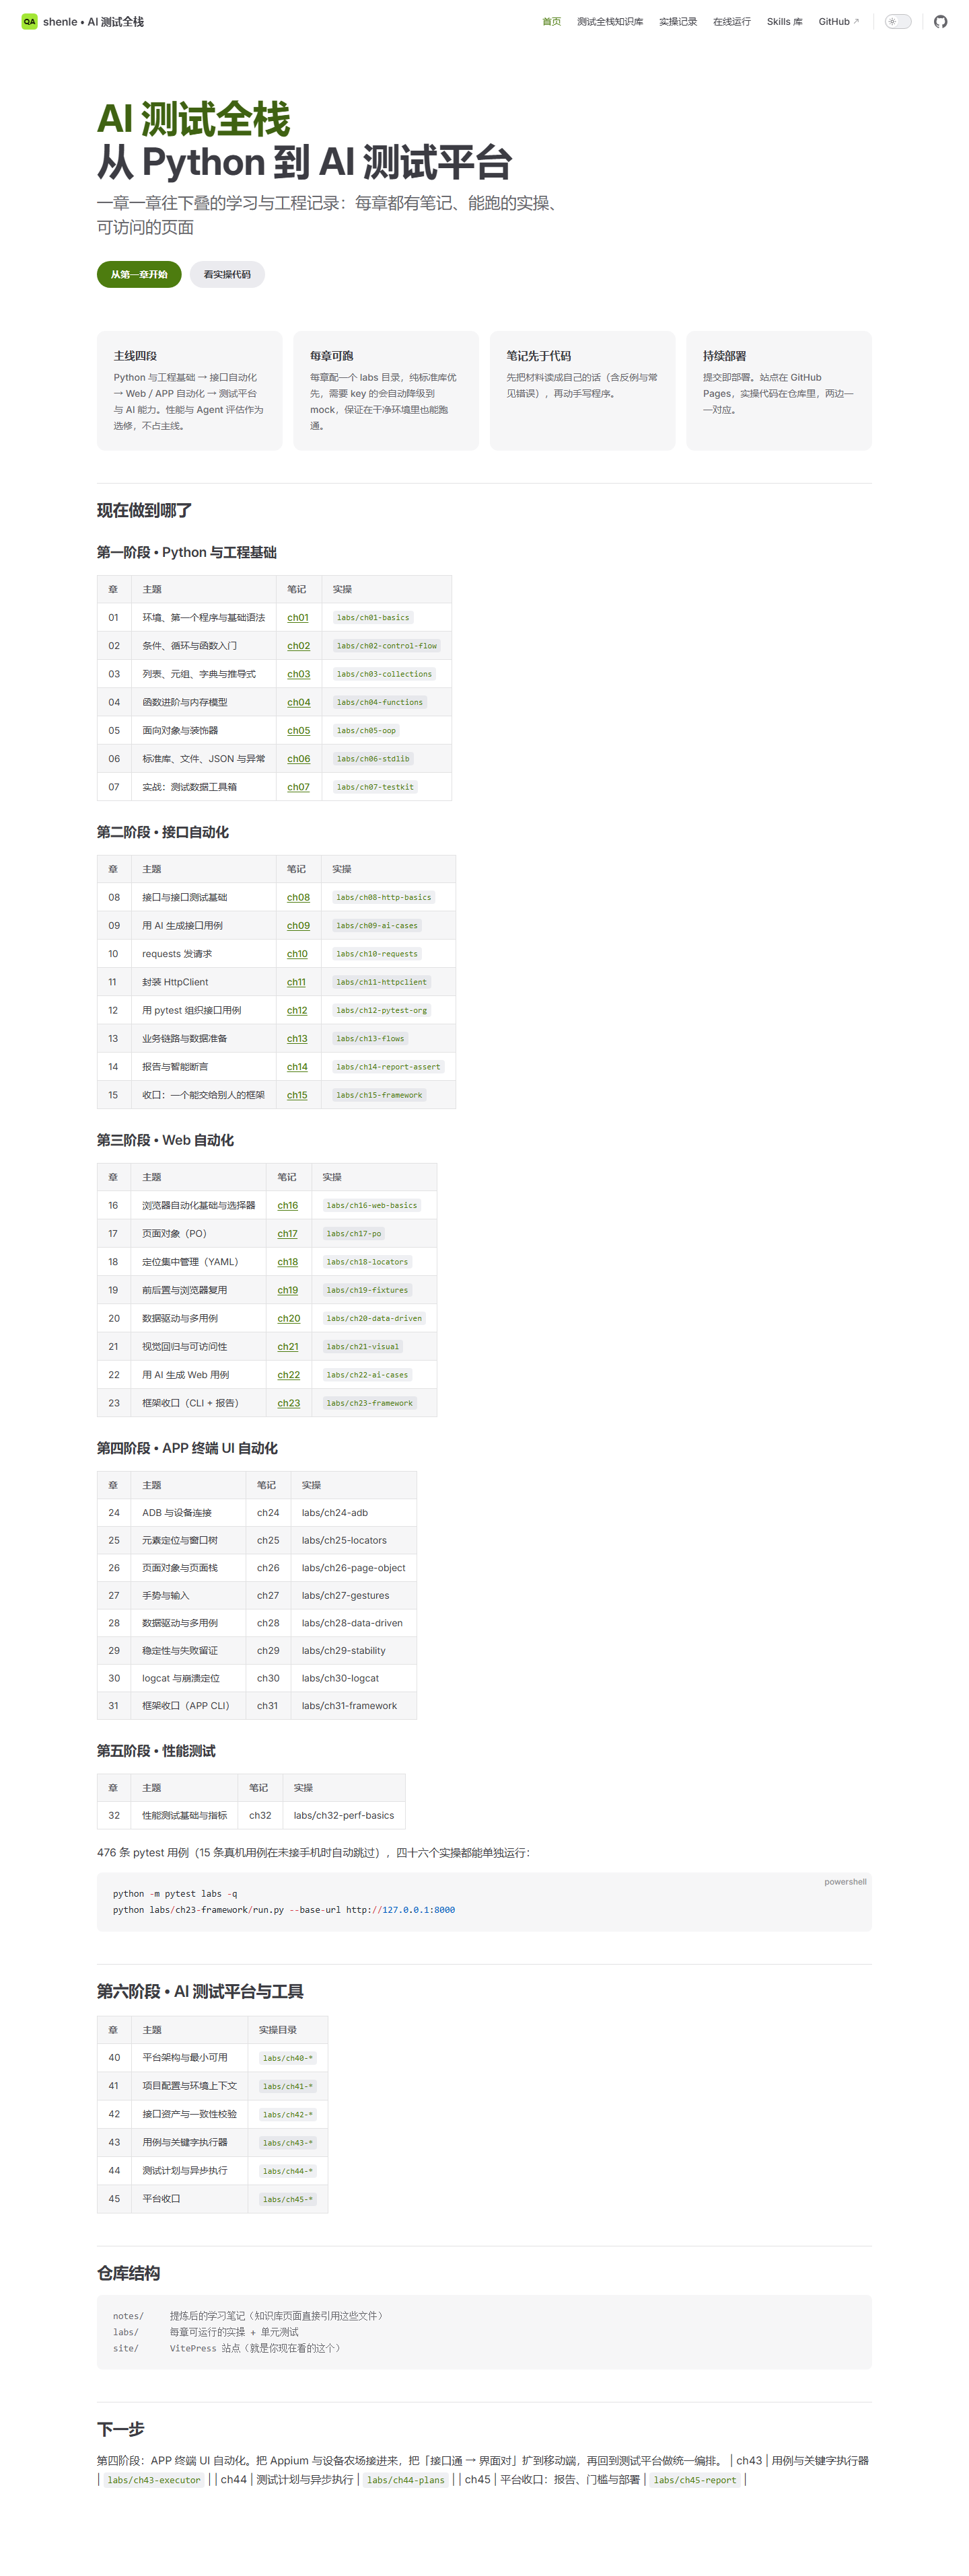 QA shenle • AI 测试全栈 首页 测试全栈知识库 实操记录 在线运行 Skills 库 GitHub ↗
AI 测试全栈
从 Python 到 AI 测试平台
一章一章往下叠的学习与工程记录：每章都有笔记、能跑的实操、
可访问的页面
从第一章开始 看实操代码
主线四段
Python 与工程基础 → 接口自动化
→ Web / APP 自动化 → 测试平台
与 AI 能力。性能与 Agent 评估作为
选修，不占主线。
每章可跑
每章配一个 labs 目录，纯标准库优
先，需要 key 的会自动降级到
mock，保证在干净环境里也能跑
通。
笔记先于代码
先把材料读成自己的话（含反例与常
见错误），再动手写程序。
持续部署
提交即部署。站点在 GitHub
Pages，实操代码在仓库里，两边一
一对应。
现在做到哪了
第一阶段 • Python 与工程基础
章 主题 笔记 实操
01 环境、第一个程序与基础语法 ch01 labs/ch01-basics
02 条件、循环与函数入门 ch02 labs/ch02-control-flow
03 列表、元组、字典与推导式 ch03 labs/ch03-collections
04 函数进阶与内存模型 ch04 labs/ch04-functions
05 面向对象与装饰器 ch05 labs/ch05-oop
06 标准库、文件、JSON 与异常 ch06 labs/ch06-stdlib
07 实战：测试数据工具箱 ch07 labs/ch07-testkit
第二阶段 • 接口自动化
章 主题 笔记 实操
08 接口与接口测试基础 ch08 labs/ch08-http-basics
09 用 AI 生成接口用例 ch09 labs/ch09-ai-cases
10 requests 发请求 ch10 labs/ch10-requests
11 封装 HttpClient ch11 labs/ch11-httpclient
12 用 pytest 组织接口用例 ch12 labs/ch12-pytest-org
13 业务链路与数据准备 ch13 labs/ch13-flows
14 报告与智能断言 ch14 labs/ch14-report-assert
15 收口：一个能交给别人的框架 ch15 labs/ch15-framework
第三阶段 • Web 自动化
章 主题 笔记 实操
16 浏览器自动化基础与选择器 ch16 labs/ch16-web-basics
17 页面对象（PO） ch17 labs/ch17-po
18 定位集中管理（YAML） ch18 labs/ch18-locators
19 前后置与浏览器复用 ch19 labs/ch19-fixtures
20 数据驱动与多用例 ch20 labs/ch20-data-driven
21 视觉回归与可访问性 ch21 labs/ch21-visual
22 用 AI 生成 Web 用例 ch22 labs/ch22-ai-cases
23 框架收口（CLI + 报告） ch23 labs/ch23-framework
第四阶段 • APP 终端 UI 自动化
章 主题 笔记 实操
24 ADB 与设备连接 ch24 labs/ch24-adb
25 元素定位与窗口树 ch25 labs/ch25-locators
26 页面对象与页面栈 ch26 labs/ch26-page-object
27 手势与输入 ch27 labs/ch27-gestures
28 数据驱动与多用例 ch28 labs/ch28-data-driven
29 稳定性与失败留证 ch29 labs/ch29-stability
30 logcat 与崩溃定位 ch30 labs/ch30-logcat
31 框架收口（APP CLI） ch31 labs/ch31-framework
第五阶段 • 性能测试
章 主题 笔记 实操
32 性能测试基础与指标 ch32 labs/ch32-perf-basics
476 条 pytest 用例（15 条真机用例在未接手机时自动跳过），四十六个实操都能单独运行：
powershell
python -m pytest labs -q
python labs/ch23-framework/run.py --base-url http://127.0.0.1:8000
第六阶段 • AI 测试平台与工具
章 主题 实操目录
40 平台架构与最小可用 labs/ch40-*
41 项目配置与环境上下文 labs/ch41-*
42 接口资产与一致性校验 labs/ch42-*
43 用例与关键字执行器 labs/ch43-*
44 测试计划与异步执行 labs/ch44-*
45 平台收口 labs/ch45-*
仓库结构
notes/ 提炼后的学习笔记（知识库页面直接引用这些文件）
labs/ 每章可运行的实操 + 单元测试
site/ VitePress 站点（就是你现在看的这个）
下一步
第四阶段：APP 终端 UI 自动化。把 Appium 与设备农场接进来，把「接口通 → 界面对」扩到移动端，再回到测试平台做统一编排。 | ch43 | 用例与关键字执行器
| labs/ch43-executor | | ch44 | 测试计划与异步执行 | labs/ch44-plans | | ch45 | 平台收口：报告、门槛与部署 | labs/ch45-report |